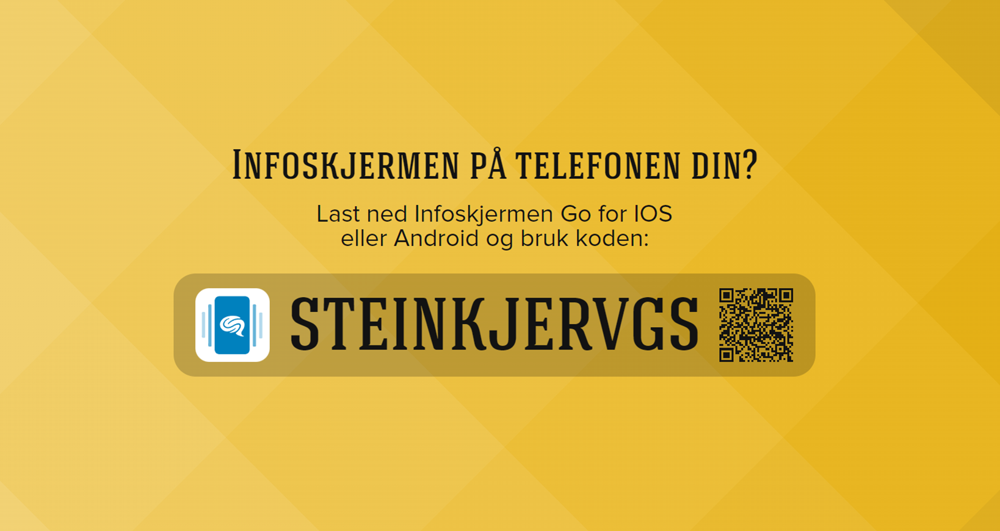 Infoskjermen på telefonen din?
Last ned Infoskjermen Go for IOS
eller Android og bruk koden:
STEINKJERVGS